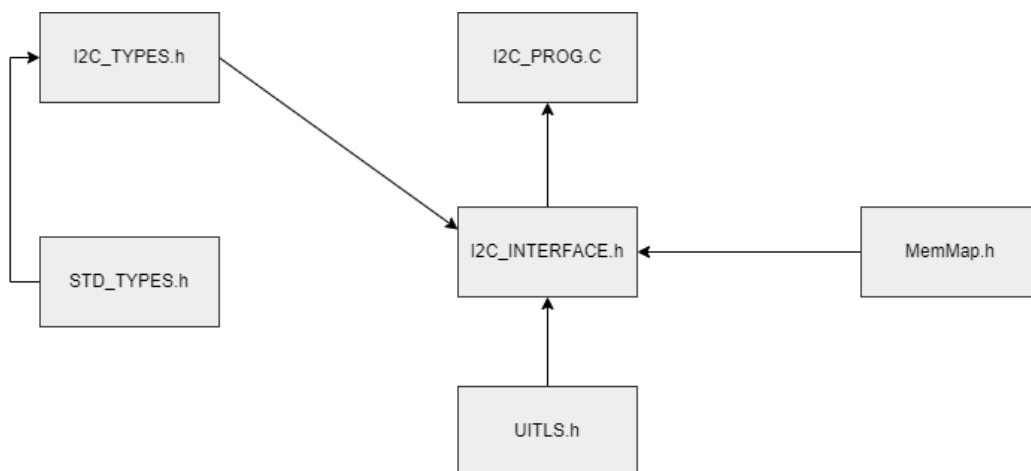 I2C_TYPES.h
I2C_PROG.C
STD_TYPES.h
I2C_INTERFACE.h
MemMap.h
UITLS.h